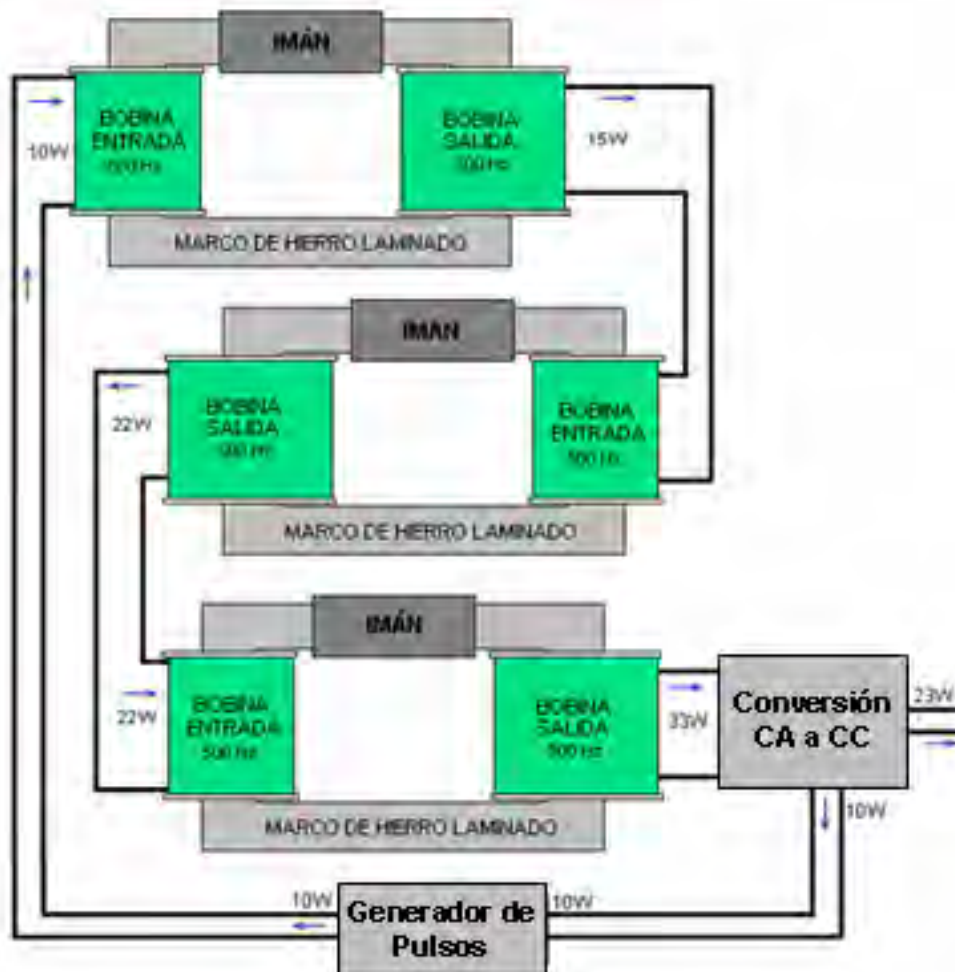 IMÁN
BOBINA
ENTRADA
BOBINA
SALIDA
10W
15W
MARCO DE HIERRO LAMINADO
IMÁN
BOBINA
SALIDA
BOBINA
ENTRADA
500 Hz
22W
MARCO DE HIERRO LAMINADO
IMÁN
BOBINA
ENTRADA
500 Hz
BOBINA
SALIDA
500 Hz
22W
33W
Conversión
CA a CC
23W
MARCO DE HIERRO LAMINADO
10W
10W
Generador de
Pulsos
10W